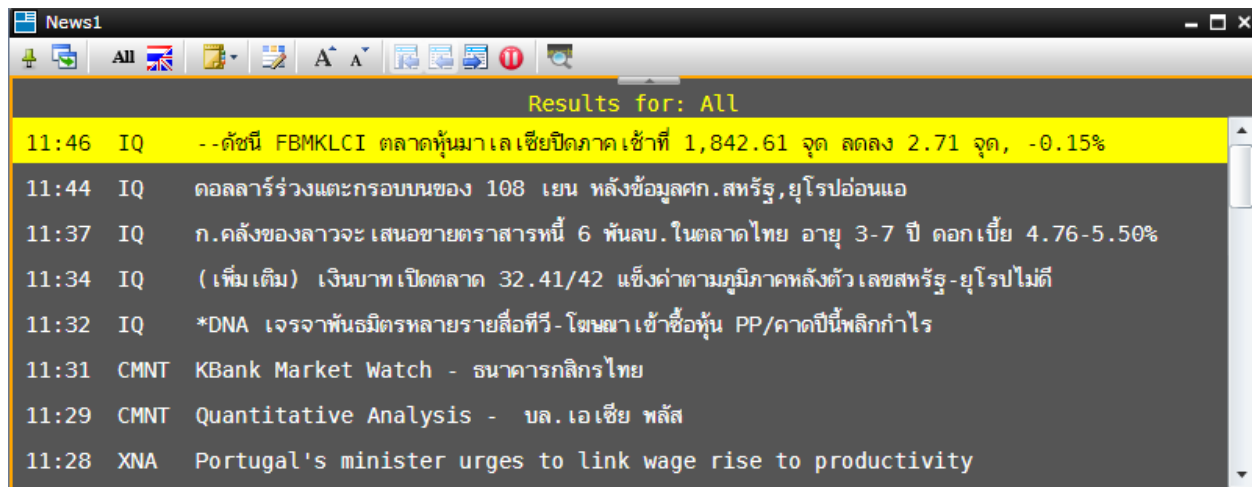 News1
All A A
Results for: All
11:46 IQ --ดัชนี FBMKLCI ตลาดหุ้นมาเลเซียปิดภาคเช้าที่ 1,842.61 จุด ลดลง 2.71 จุด, -0.15%
11:44 IQ ดอลลาร์ร่วงแตะกรอบบนของ 108 เยน หลังข้อมูลศก.สหรัฐ,ยุโรปอ่อนแอ
11:37 IQ ก.คลังของลาวจะเสนอขายตราสารหนี้ 6 พันลบ.ในตลาดไทย อายุ 3-7 ปี ดอกเบี้ย 4.76-5.50%
11:34 IQ (เพิ่มเติม) เงินบาทเปิดตลาด 32.41/42 แข็งค่าตามภูมิภาคหลังตัวเลขสหรัฐ-ยุโรปไม่ดี
11:32 IQ *DNA เจรจาพันธมิตรหลายรายสื่อทีวี-โฆษณาเข้าซื้อหุ้น PP/คาดปีนี้พลิกกำไร
11:31 CMNT KBank Market Watch - ธนาคารกสิกรไทย
11:29 CMNT Quantitative Analysis - บล.เอเซีย พลัส
11:28 XNA Portugal's minister urges to link wage rise to productivity